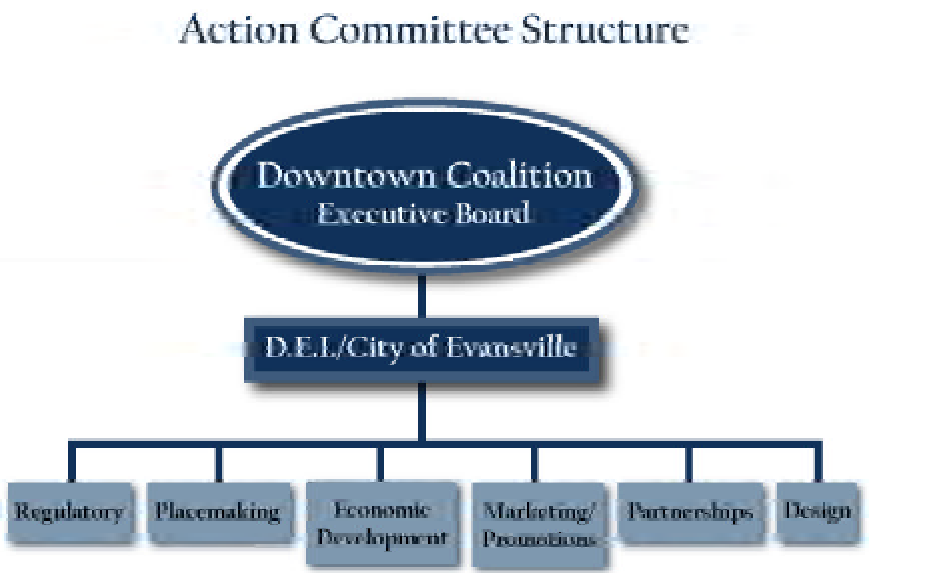 Action Committee Structure
Downtown Coalition
Executive Board
D.E.I./City of Evansville
Regulatory
Placemaking
Economic
Development
Marketing/
Promotions
Partnerships
Design